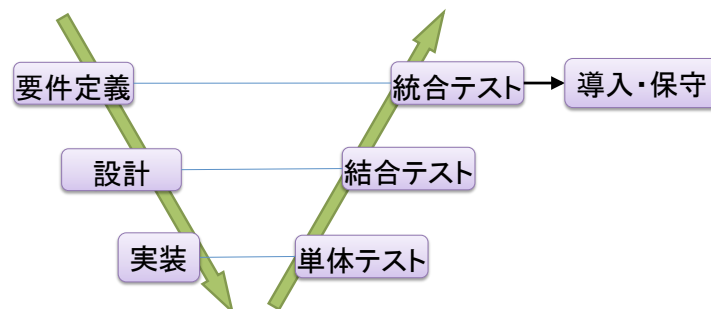 要件定義
統合テスト
導入・保守
設計
結合テスト
実装
単体テスト